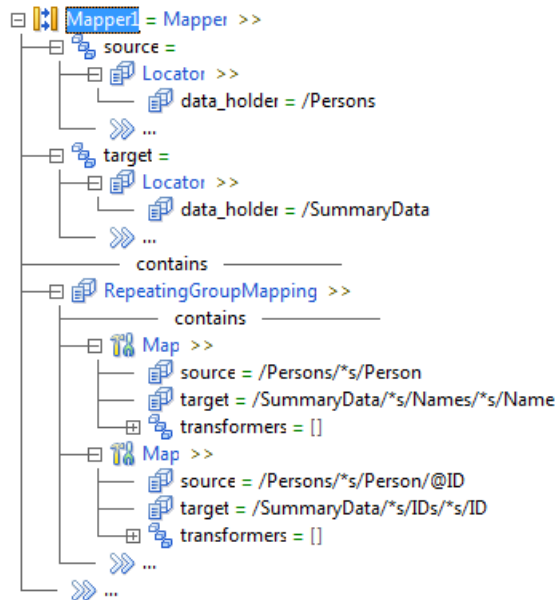 Mapper1 = Mapper >>
source =
Locator >>
data_holder = /Persons
...
target =
Locator >>
data_holder = /SummaryData
...
contains
RepeatingGroupMapping >>
contains
Map >>
source = /Persons/*s/Person
target = /SummaryData/*s/Names/*s/Name
transformers = []
Map >>
source = /Persons/*s/Person/@ID
target = /SummaryData/*s/IDs/*s/ID
transformers = []
...
...